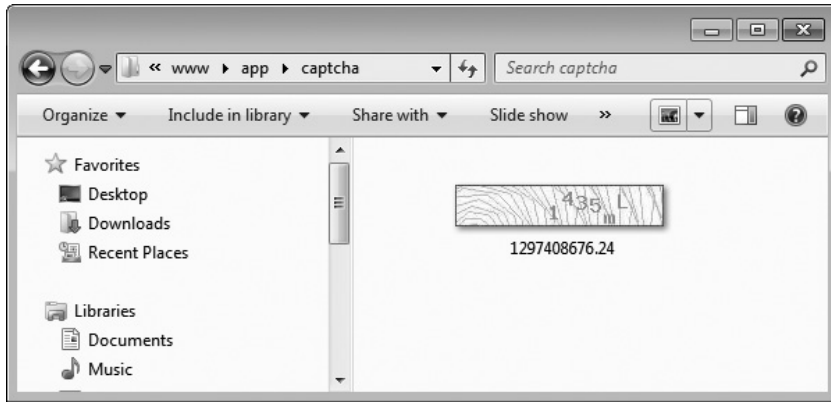 « www ▸ app ▸ captcha
Search captcha
Organize Include in library Share with Slide show »
Favorites
Desktop
Downloads
Recent Places
Libraries
Documents
Music
1435mL
1297408676.24